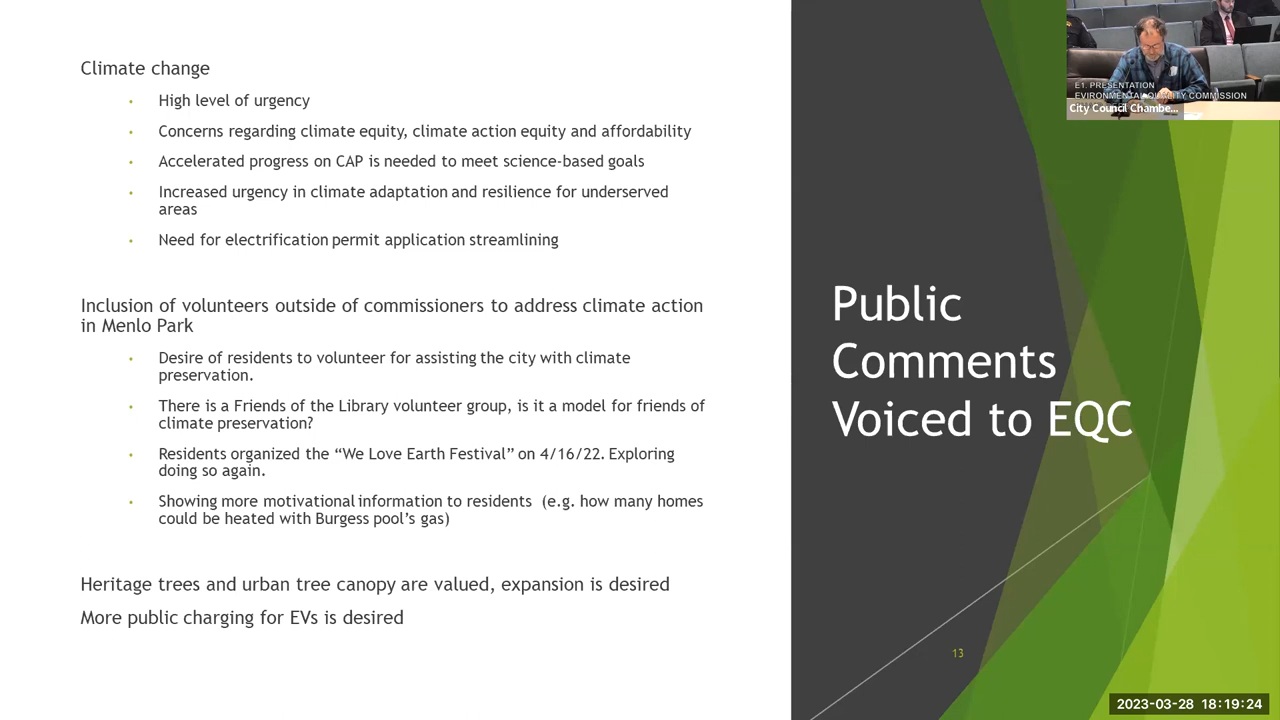 Climate change
• High level of urgency
• Concerns regarding climate equity, climate action equity and affordability
• Accelerated progress on CAP is needed to meet science-based goals
• Increased urgency in climate adaptation and resilience for underserved
areas
• Need for electrification permit application streamlining
Inclusion of volunteers outside of commissioners to address climate action
in Menlo Park
• Desire of residents to volunteer for assisting the city with climate
preservation.
• There is a Friends of the Library volunteer group, is it a model for friends of
climate preservation?
• Residents organized the “We Love Earth Festival” on 4/16/22. Exploring
doing so again.
• Showing more motivational information to residents (e.g. how many homes
could be heated with Burgess pool’s gas)
Heritage trees and urban tree canopy are valued, expansion is desired
More public charging for EVs is desired
Public
Comments
Voiced to EQC
13
E1. PRESENTATION
EVIRONMENTAL QUALITY COMMISSION
City Council Chambe...
2023-03-28 18:19:24